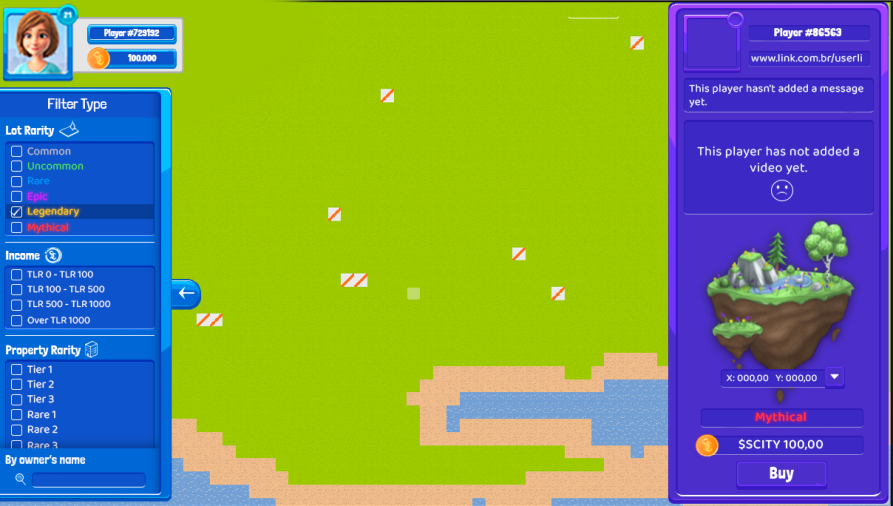 21
Player #729192
100.000
Filter Type
Lot Rarity
Common
Uncommon
Rare
Epic
Legendary
Mythical
Income
TLR 0 - TLR 100
TLR 100 - TLR 500
TLR 500 - TLR 1000
Over TLR 1000
Property Rarity
Tier 1
Tier 2
Tier 3
Rare 1
Rare 2
Rare 3
By owner's name
Player #86563
www.link.com.br/userli
This player hasn't added a message
yet.
This player has not added a
video yet.
X: 000,00 Y: 000,00
Mythical
$SCITY 100,00
Buy